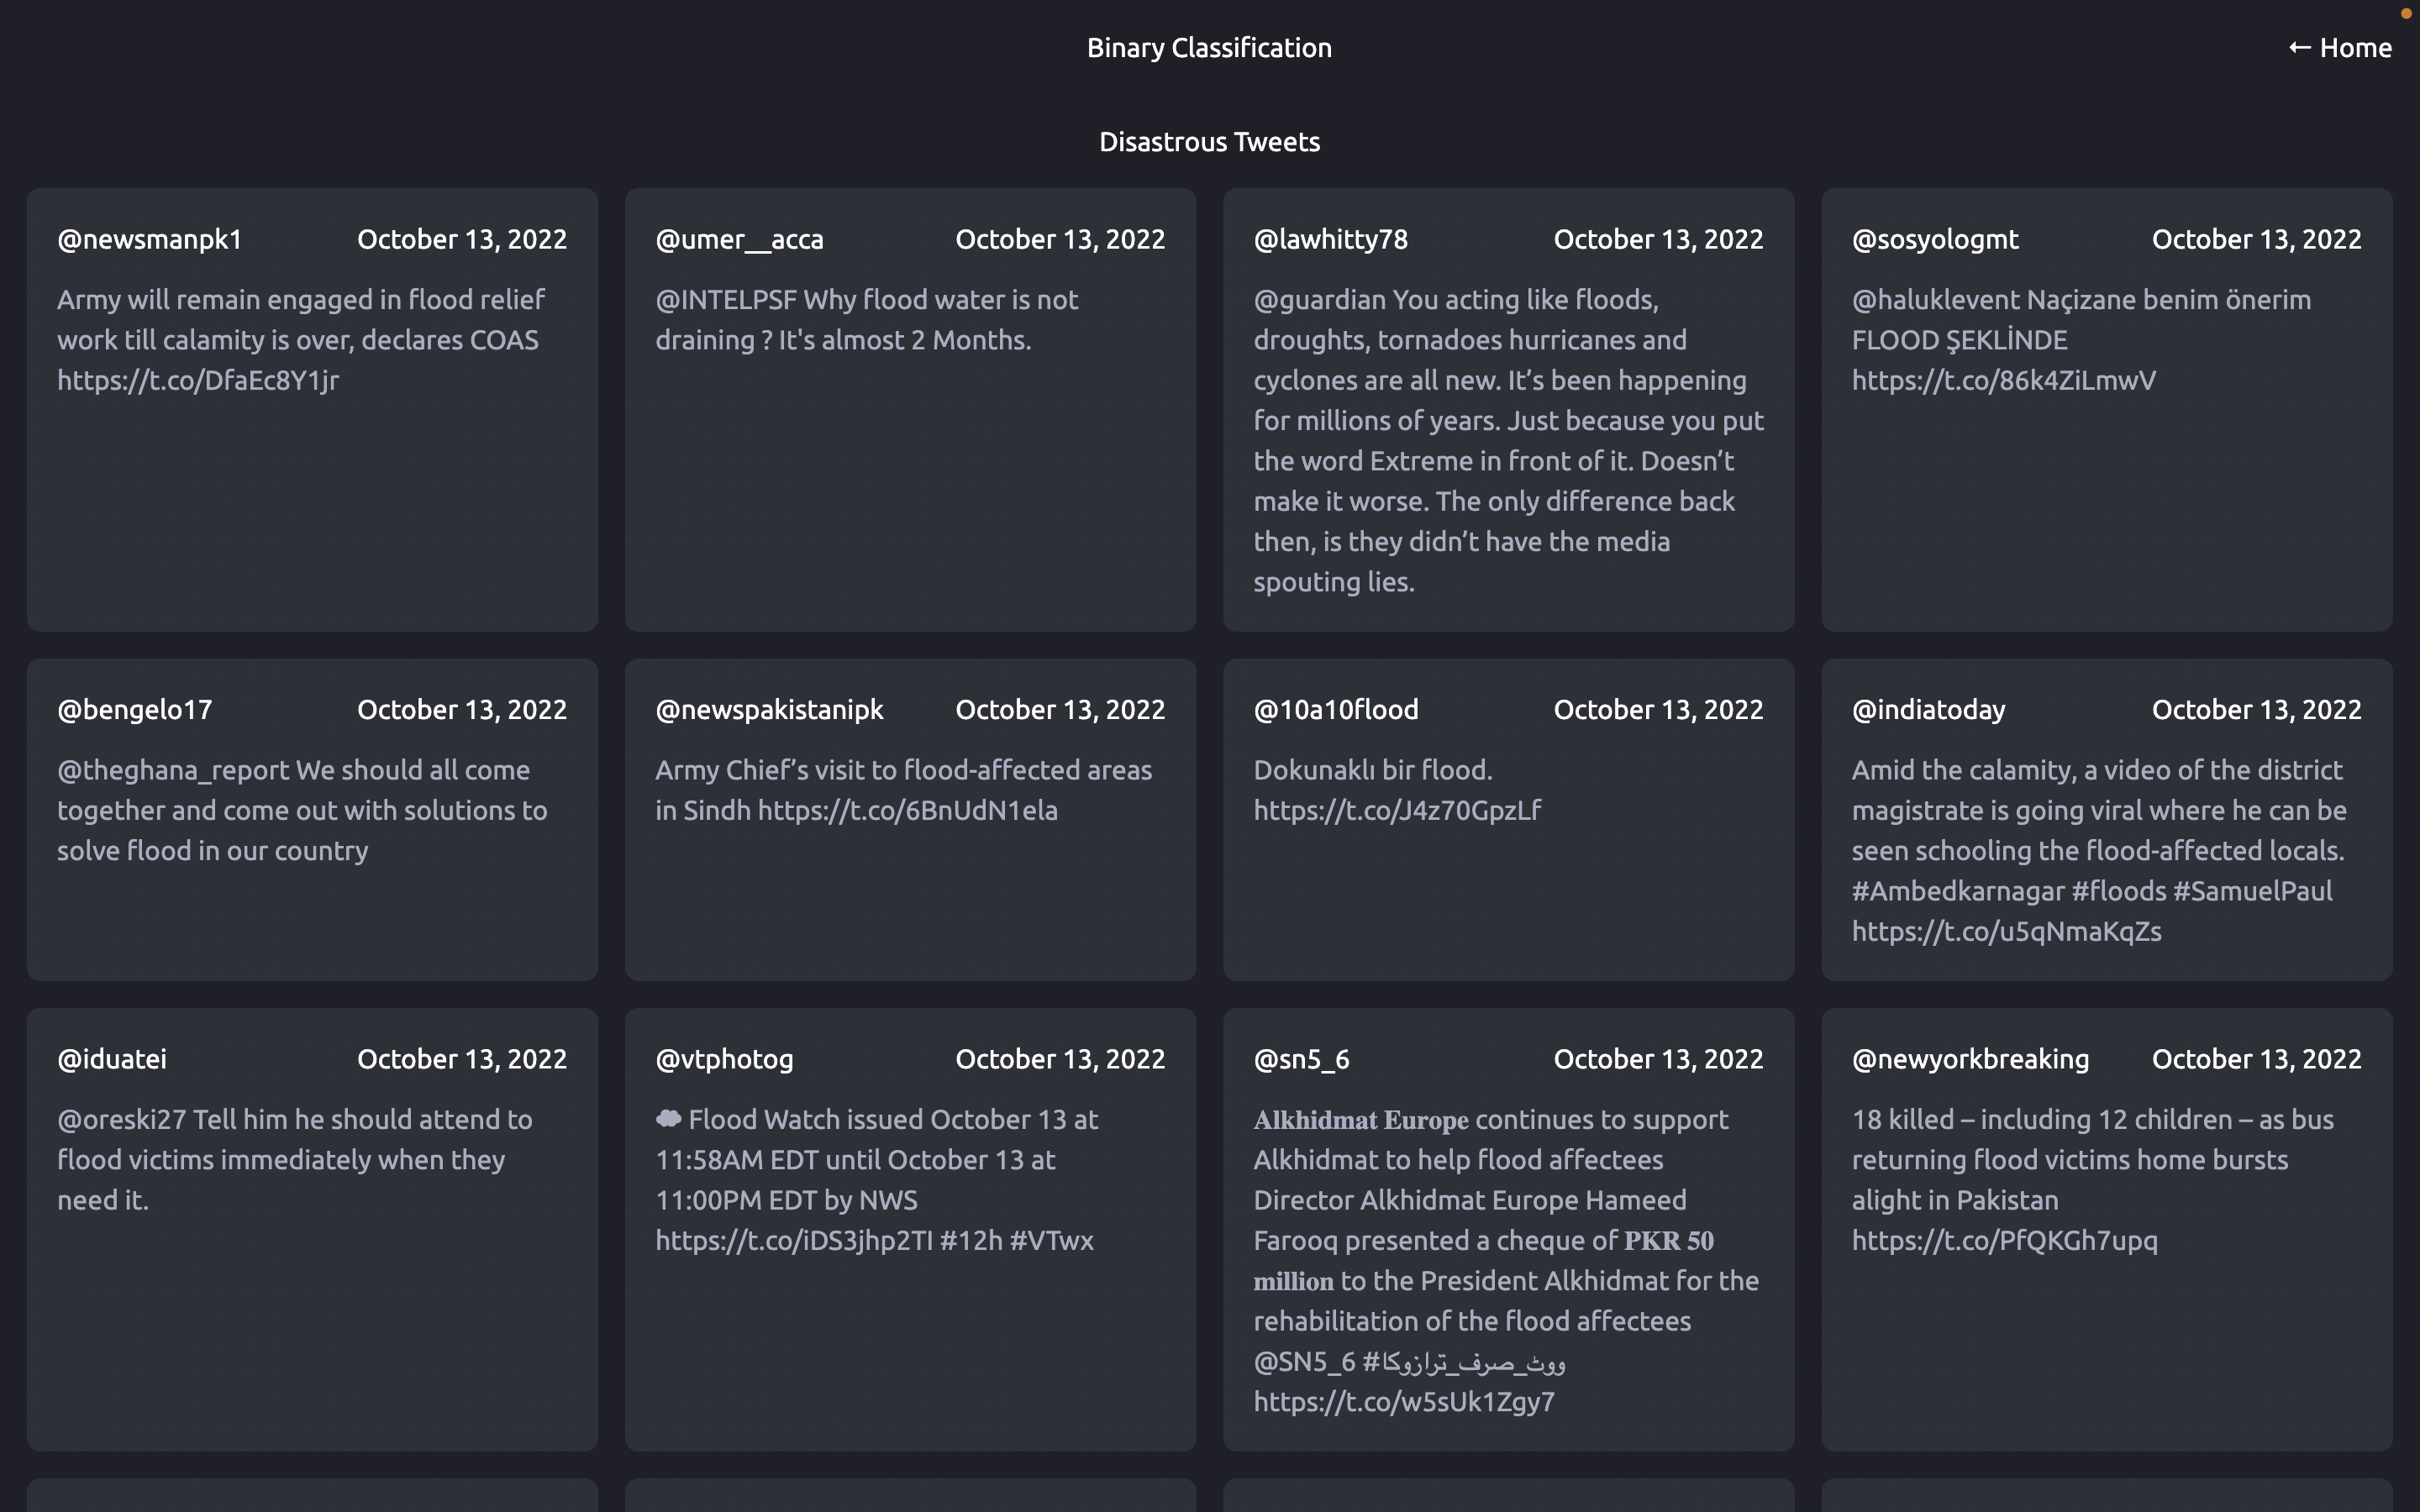 Binary Classification
← Home
Disastrous Tweets
@newsmanpk1 October 13, 2022
Army will remain engaged in flood relief
work till calamity is over, declares COAS
https://t.co/DfaEc8Y1jr
@umer__acca October 13, 2022
@INTELPSF Why flood water is not
draining ? It's almost 2 Months.
@lawhitty78 October 13, 2022
@guardian You acting like floods,
droughts, tornadoes hurricanes and
cyclones are all new. It’s been happening
for millions of years. Just because you put
the word Extreme in front of it. Doesn’t
make it worse. The only difference back
then, is they didn’t have the media
spouting lies.
@sosyologmt October 13, 2022
@haluklevent Naçizane benim önerim
FLOOD ŞEKLİNDE
https://t.co/86k4ZiLmwV
@bengelo17 October 13, 2022
@theghana_report We should all come
together and come out with solutions to
solve flood in our country
@newspakistanipk October 13, 2022
Army Chief’s visit to flood-affected areas
in Sindh https://t.co/6BnUdN1ela
@10a10flood October 13, 2022
Dokunaklı bir flood.
https://t.co/J4z70GpzLf
@indiatoday October 13, 2022
Amid the calamity, a video of the district
magistrate is going viral where he can be
seen schooling the flood-affected locals.
#Ambedkarnagar #floods #SamuelPaul
https://t.co/u5qNmaKqZs
@iduatei October 13, 2022
@oreski27 Tell him he should attend to
flood victims immediately when they
need it.
@vtphotog October 13, 2022
Flood Watch issued October 13 at
11:58AM EDT until October 13 at
11:00PM EDT by NWS
https://t.co/iDS3jhp2TI #12h #VTwx
@sn5_6 October 13, 2022
𝐀𝐥𝐤𝐡𝐢𝐝𝐦𝐚𝐭 𝐄𝐮𝐫𝐨𝐩𝐞 continues to support
Alkhidmat to help flood affectees
Director Alkhidmat Europe Hameed
Farooq presented a cheque of 𝐏𝐊𝐑 𝟓𝟎
𝐦𝐢𝐥𝐥𝐢𝐨𝐧 to the President Alkhidmat for the
rehabilitation of the flood affectees
@SN5_6 #ووٹ_صرف_ترازوکا
https://t.co/w5sUk1Zgy7
@newyorkbreaking October 13, 2022
18 killed – including 12 children – as bus
returning flood victims home bursts
alight in Pakistan
https://t.co/PfQKGh7upq